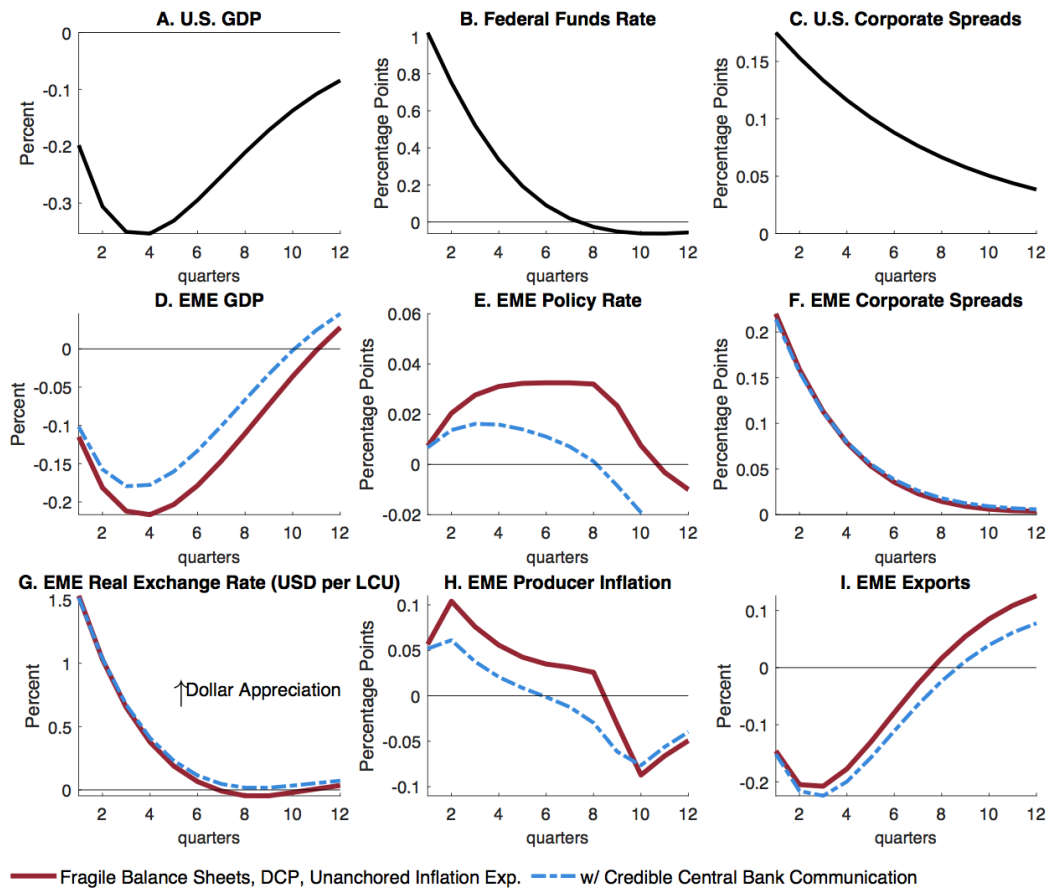 A. U.S. GDP
Percent
0
-0.1
-0.2
-0.3
2 4 6 8 10 12
quarters
B. Federal Funds Rate
Percentage Points
1
0.8
0.6
0.4
0.2
0
2 4 6 8 10 12
quarters
C. U.S. Corporate Spreads
Percentage Points
0.15
0.1
0.05
0
2 4 6 8 10 12
quarters
D. EME GDP
Percent
0
-0.05
-0.1
-0.15
-0.2
2 4 6 8 10 12
quarters
E. EME Policy Rate
Percentage Points
0.06
0.04
0.02
0
-0.02
2 4 6 8 10 12
quarters
F. EME Corporate Spreads
Percentage Points
0.2
0.15
0.1
0.05
0
2 4 6 8 10 12
quarters
G. EME Real Exchange Rate (USD per LCU)
Percent
1.5
1
0.5
0
↑Dollar Appreciation
2 4 6 8 10 12
quarters
H. EME Producer Inflation
Percentage Points
0.1
0.05
0
-0.05
-0.1
2 4 6 8 10 12
quarters
I. EME Exports
Percent
0.1
0
-0.1
-0.2
2 4 6 8 10 12
quarters
Fragile Balance Sheets, DCP, Unanchored Inflation Exp.
w/ Credible Central Bank Communication